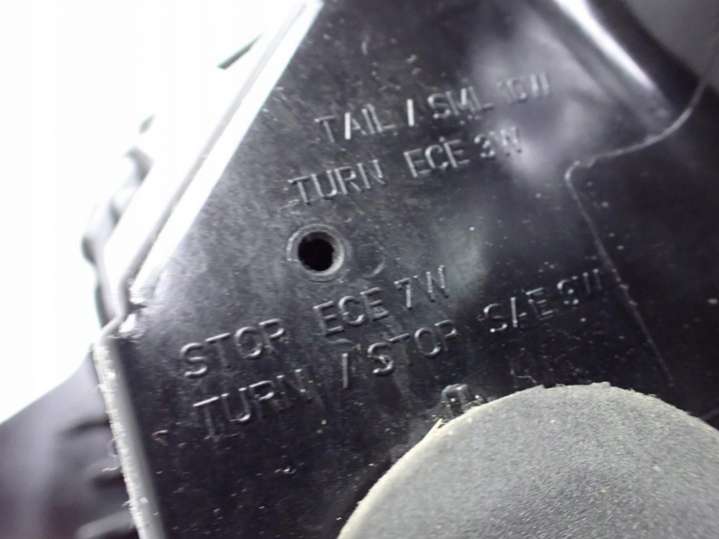 TAIL / SML 10W
TURN ECE 3W
STOP ECE 7W
TURN / STOP SAE 3W